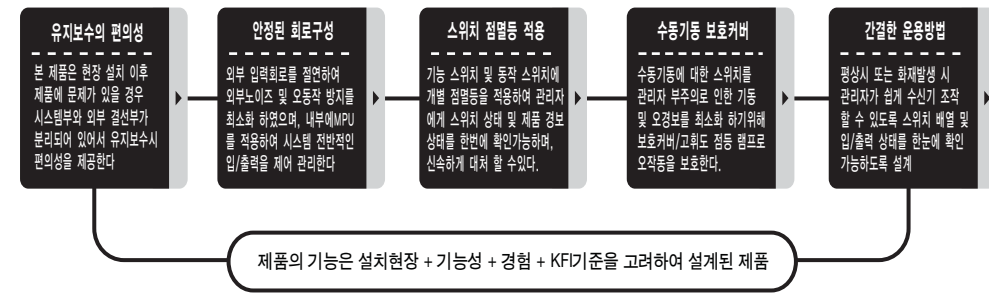 유지보수의 편의성
본 제품은 현장 설치 이후
제품에 문제가 있을 경우
시스템부와 외부 결선부가
분리되어 있어서 유지보수시
편의성을 제공한다
안정된 회로구성
외부 입력회로를 절연하여
외부노이즈 및 오동작 방지를
최소화 하였으며, 내부에MPU
를 적용하여 시스템 전반적인
입/출력을 제어 관리한다
스위치 점멸등 적용
기능 스위치 및 동작 스위치에
개별 점멸등을 적용하여 관리자
에게 스위치 상태 및 제품 경보
상태를 한번에 확인가능하며,
신속하게 대처 할 수있다.
수동기동 보호커버
수동기동에 대한 스위치를
관리자 부주의로 인한 기동
및 오경보를 최소화 하기위해
보호커버/고휘도 점등 램프로
오작동을 보호한다.
간결한 운용방법
평상시 또는 화재발생 시
관리자가 쉽게 수신기 조작
할 수 있도록 스위치 배열 및
입/출력 상태를 한눈에 확인
가능하도록 설계
제품의 기능은 설치현장 + 기능성 + 경험 + KFI기준을 고려하여 설계된 제품